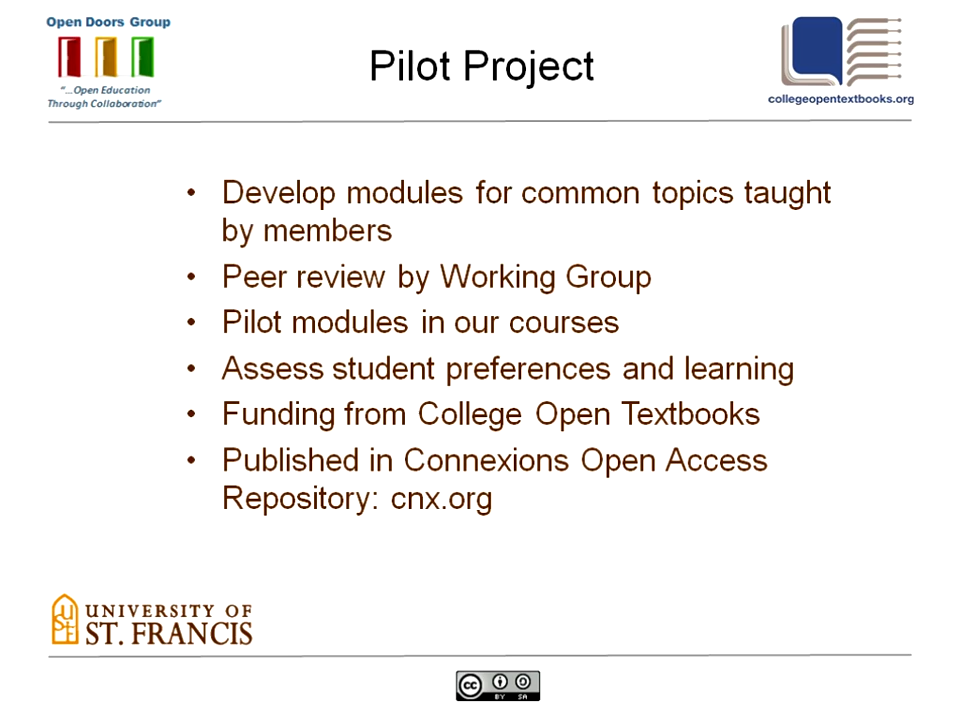 Open Doors Group
"...Open Education
Through Collaboration"
Pilot Project
collegeopentextbooks.org
• Develop modules for common topics taught
by members
• Peer review by Working Group
• Pilot modules in our courses
• Assess student preferences and learning
• Funding from College Open Textbooks
• Published in Connexions Open Access
Repository: cnx.org
USF
UNIVERSITY OF
ST. FRANCIS
cc
BY SA